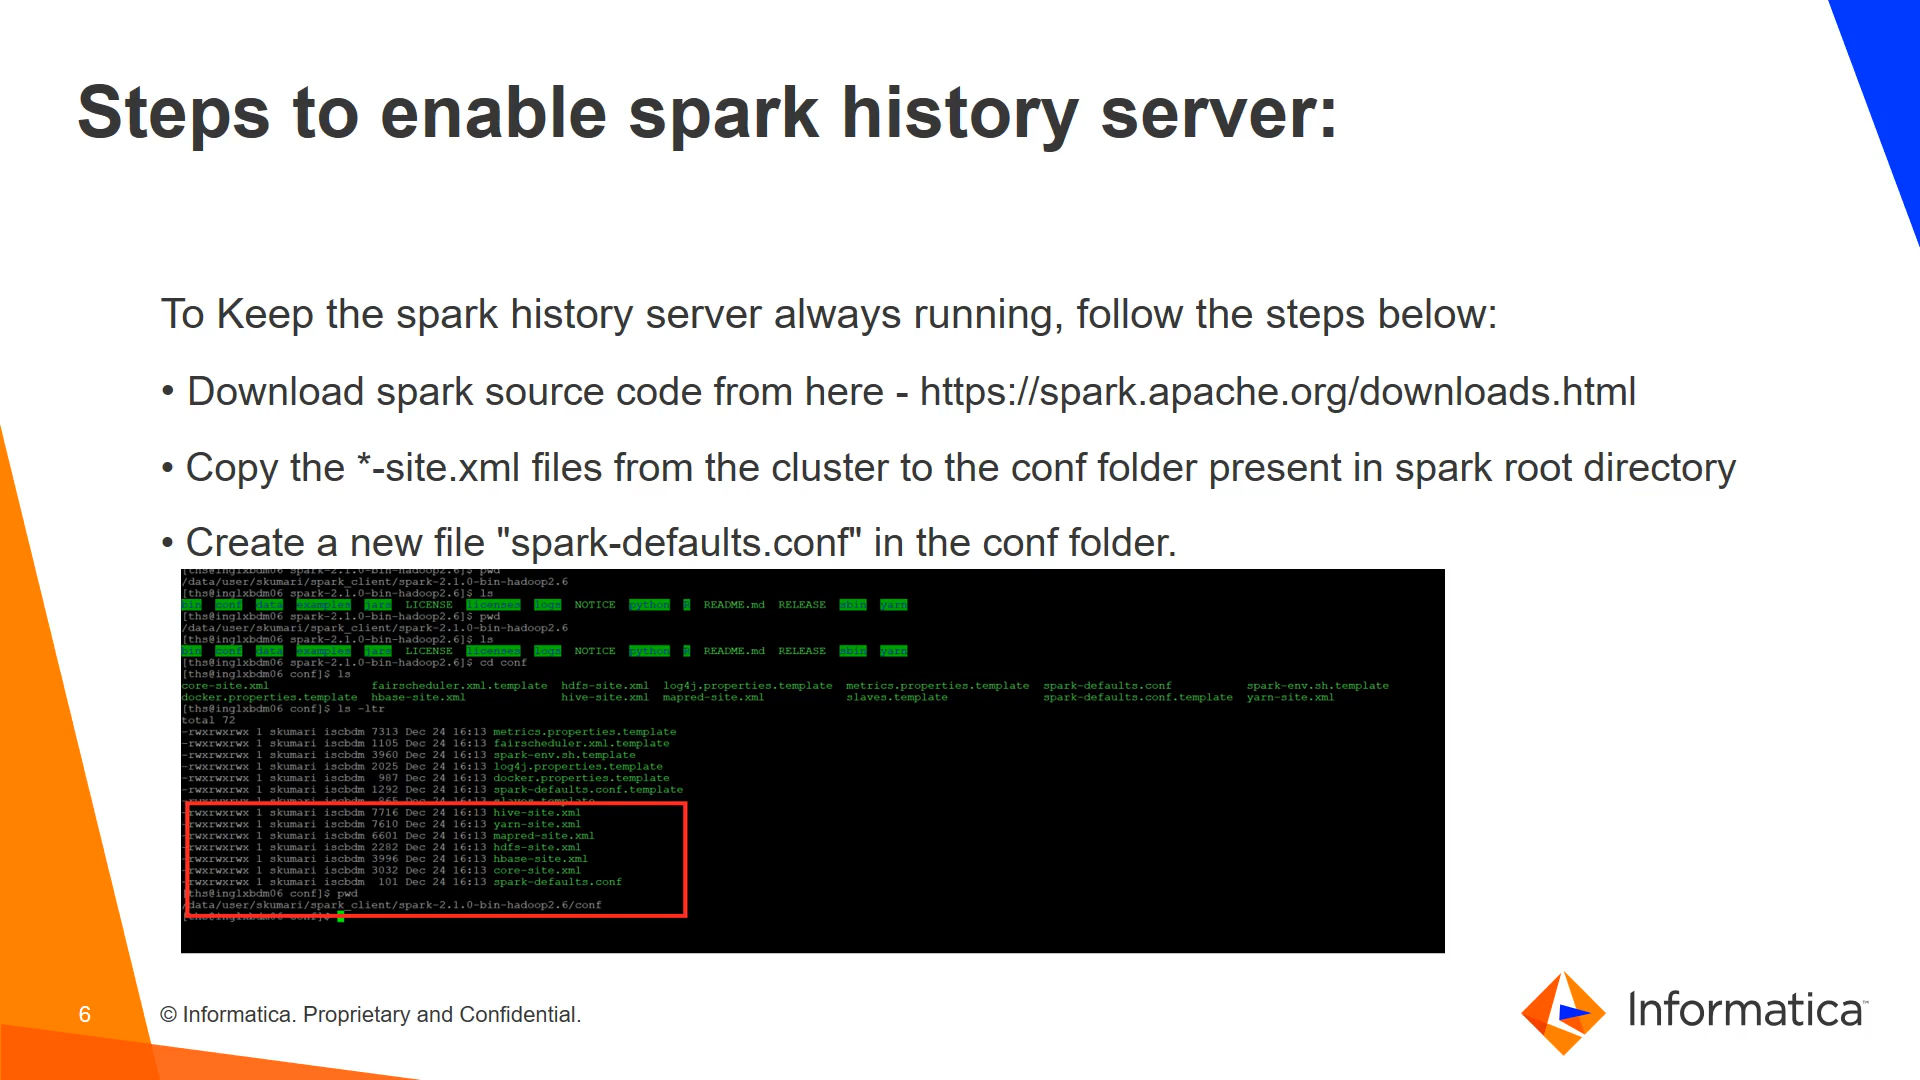 Steps to enable spark history server:
To Keep the spark history server always running, follow the steps below:
• Download spark source code from here - https://spark.apache.org/downloads.html
• Copy the *-site.xml files from the cluster to the conf folder present in spark root directory
• Create a new file "spark-defaults.conf" in the conf folder.
[ths@inglxbdm06 spark-2.1.0-bin-hadoop2.6]$ pwd
/data/user/skumari/spark_client/spark-2.1.0-bin-hadoop2.6
[ths@inglxbdm06 spark-2.1.0-bin-hadoop2.6]$ ls
bin conf data examples jars LICENSE licenses logs NOTICE python R README.md RELEASE sbin yarn
[ths@inglxbdm06 spark-2.1.0-bin-hadoop2.6]$ pwd
/data/user/skumari/spark_client/spark-2.1.0-bin-hadoop2.6
[ths@inglxbdm06 spark-2.1.0-bin-hadoop2.6]$ ls
bin conf data examples jars LICENSE licenses logs NOTICE python R README.md RELEASE sbin yarn
[ths@inglxbdm06 spark-2.1.0-bin-hadoop2.6]$ cd conf
[ths@inglxbdm06 conf]$ ls
core-site.xml fairscheduler.xml.template hdfs-site.xml log4j.properties.template metrics.properties.template spark-defaults.conf spark-env.sh.template
docker.properties.template hbase-site.xml hive-site.xml mapred-site.xml slaves.template spark-defaults.conf.template yarn-site.xml
[ths@inglxbdm06 conf]$ ls -ltr
total 72
-rwxrwxrwx 1 skumari iscbdm 7313 Dec 24 16:13 metrics.properties.template
-rwxrwxrwx 1 skumari iscbdm 1105 Dec 24 16:13 fairscheduler.xml.template
-rwxrwxrwx 1 skumari iscbdm 3960 Dec 24 16:13 spark-env.sh.template
-rwxrwxrwx 1 skumari iscbdm 2025 Dec 24 16:13 log4j.properties.template
-rwxrwxrwx 1 skumari iscbdm 987 Dec 24 16:13 docker.properties.template
-rwxrwxrwx 1 skumari iscbdm 1292 Dec 24 16:13 spark-defaults.conf.template
-rwxrwxrwx 1 skumari iscbdm 865 Dec 24 16:13 slaves.template
-rwxrwxrwx 1 skumari iscbdm 7716 Dec 24 16:13 hive-site.xml
-rwxrwxrwx 1 skumari iscbdm 7610 Dec 24 16:13 yarn-site.xml
-rwxrwxrwx 1 skumari iscbdm 6601 Dec 24 16:13 mapred-site.xml
-rwxrwxrwx 1 skumari iscbdm 2282 Dec 24 16:13 hdfs-site.xml
-rwxrwxrwx 1 skumari iscbdm 3996 Dec 24 16:13 hbase-site.xml
-rwxrwxrwx 1 skumari iscbdm 3032 Dec 24 16:13 core-site.xml
-rwxrwxrwx 1 skumari iscbdm 101 Dec 24 16:13 spark-defaults.conf
[ths@inglxbdm06 conf]$ pwd
/data/user/skumari/spark_client/spark-2.1.0-bin-hadoop2.6/conf
[ths@inglxbdm06 conf]$
6
© Informatica. Proprietary and Confidential.
Informatica™